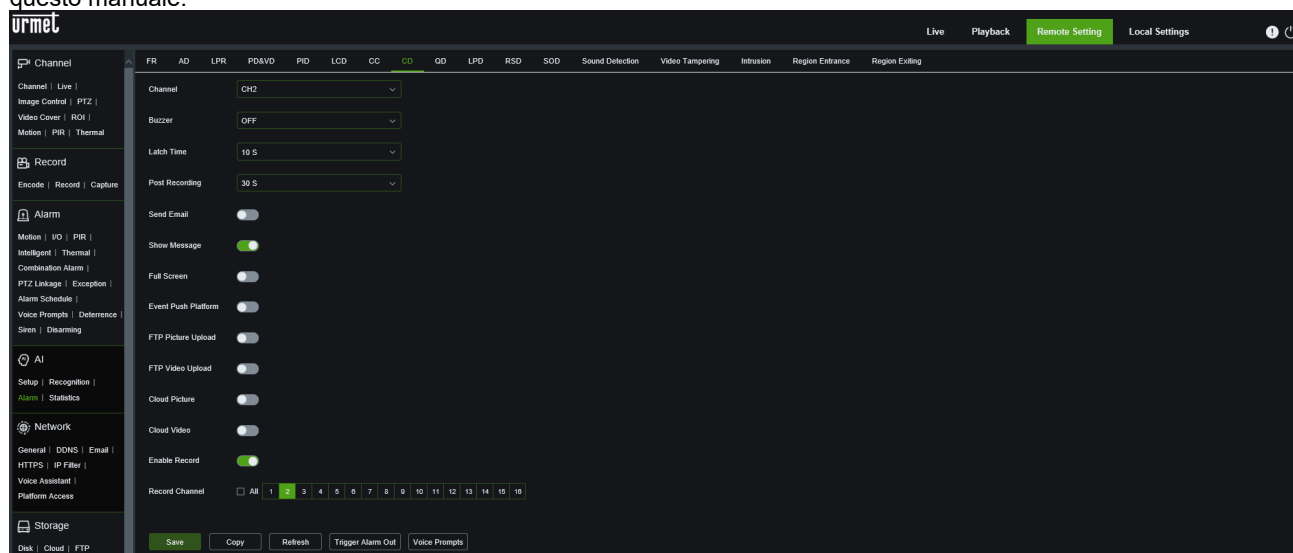 questo manuale.
urmet
Live Playback Remote Setting Local Settings
Channel
Channel | Live |
Image Control | PTZ |
Video Cover | ROI |
Motion | PIR | Thermal
Record
Encode | Record | Capture
Alarm
Motion | I/O | PIR |
Intelligent | Thermal |
Combination Alarm |
PTZ Linkage | Exception |
Alarm Schedule |
Voice Prompts | Deterrence |
Siren | Disarming
AI
Setup | Recognition |
Alarm | Statistics
Network
General | DDNS | Email |
HTTPS | IP Filter |
Voice Assistant |
Platform Access
Storage
Disk | Cloud | FTP
FR AD LPR PD&VD PID LCD CC CD QD LPD RSD SOD Sound Detection Video Tampering Intrusion Region Entrance Region Exiting
Channel CH2
Buzzer OFF
Latch Time 10 S
Post Recording 30 S
Send Email
Show Message
Full Screen
Event Push Platform
FTP Picture Upload
FTP Video Upload
Cloud Picture
Cloud Video
Enable Record
Record Channel All 1 2 3 4 5 6 7 8 9 10 11 12 13 14 15 16
Save Copy Refresh Trigger Alarm Out Voice Prompts